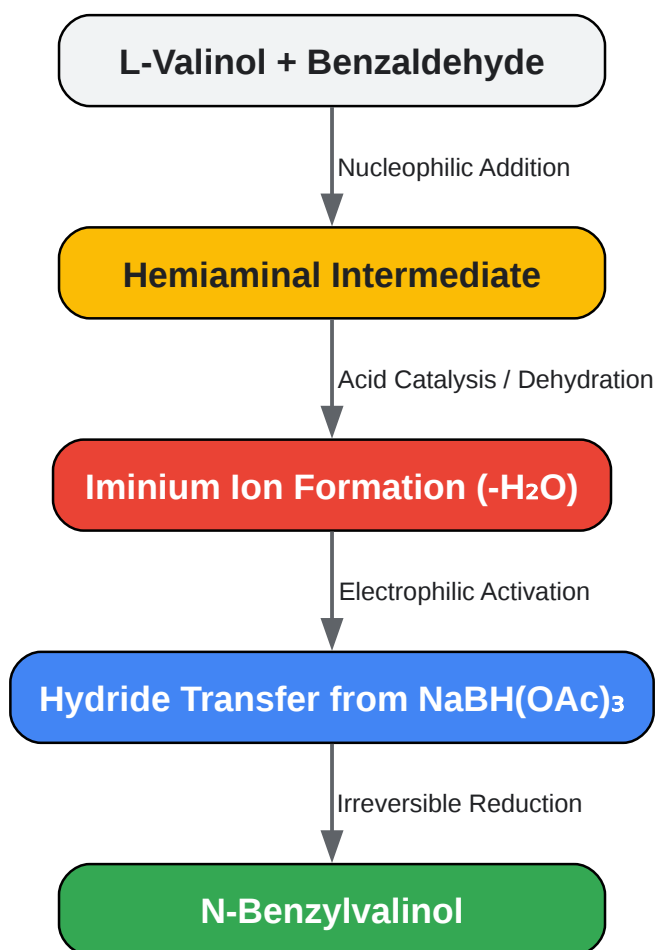 L-Valinol + Benzaldehyde
Nucleophilic Addition
Hemiaminal Intermediate
Acid Catalysis / Dehydration
Iminium Ion Formation (-H₂O)
Electrophilic Activation
Hydride Transfer from NaBH(OAc)₃
Irreversible Reduction
N-Benzylvalinol